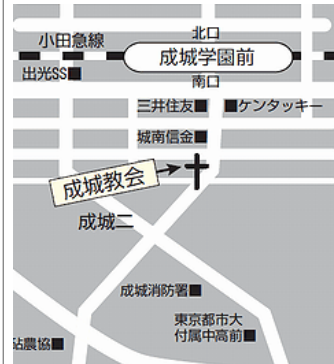 北口
小田急線
成城学園前
出光SS■
南口
三井住友■
■ケンタッキー
城南信金■
成城教会
成城二
成城消防署■
東京都市大
付属中高前■
占農協■